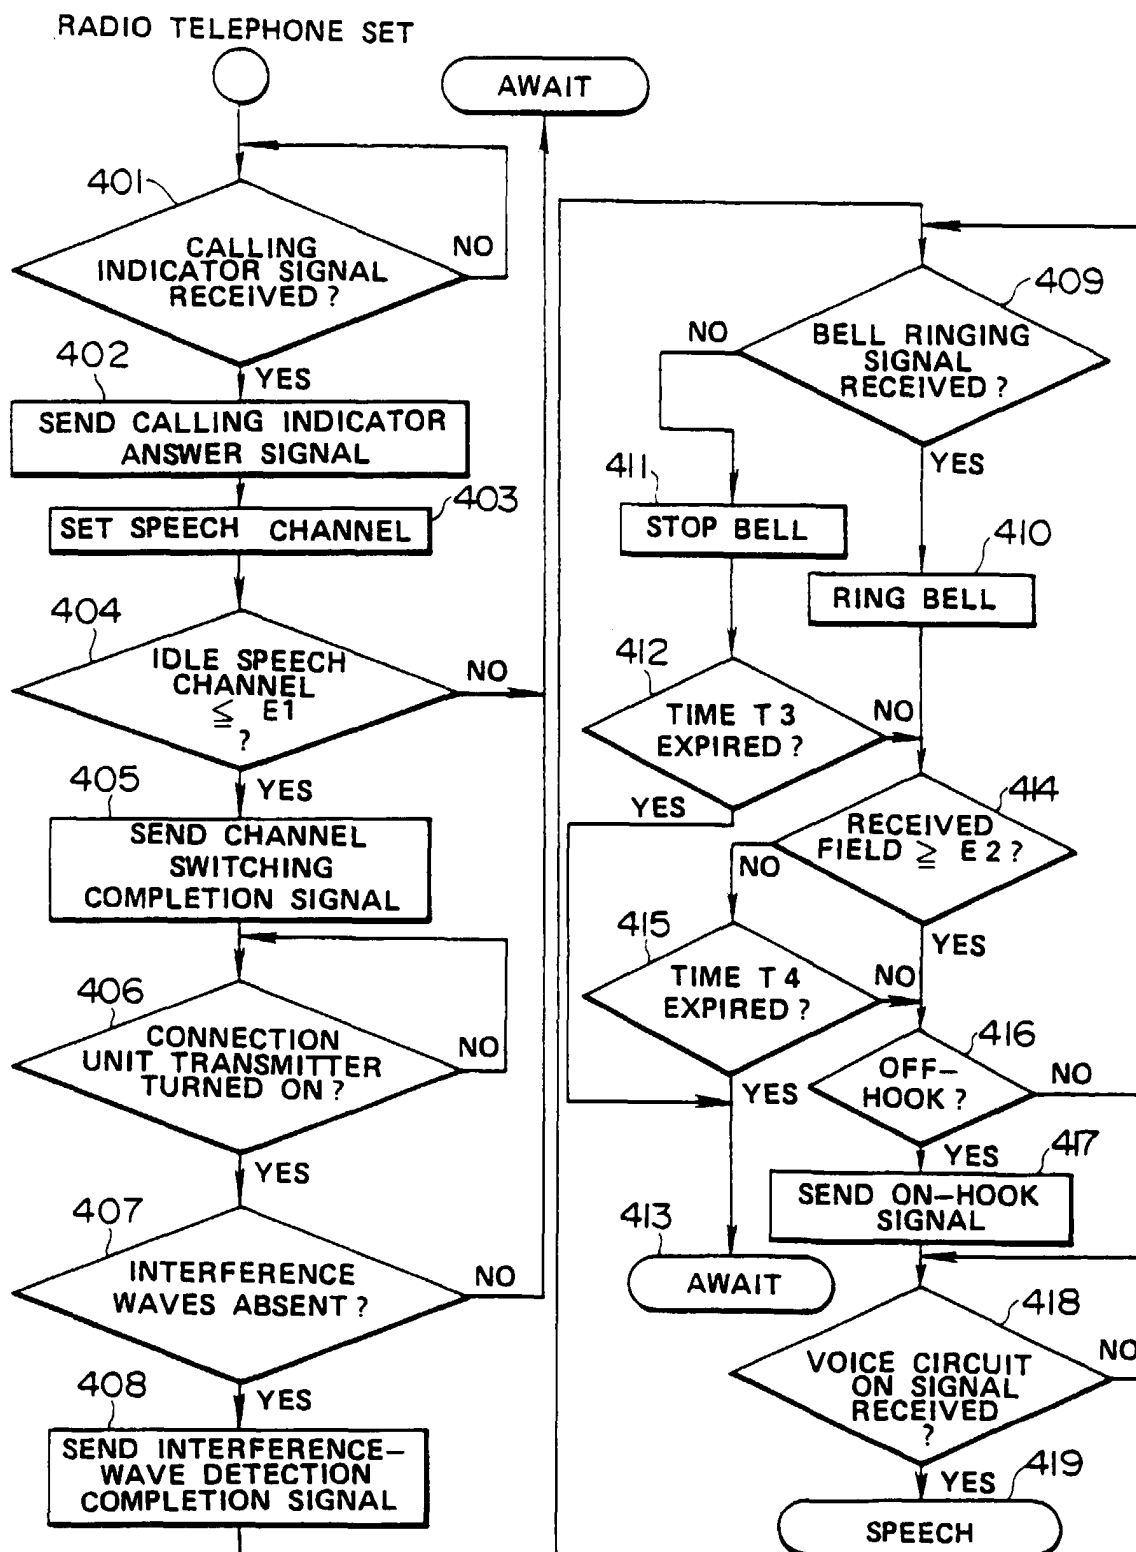 RADIO TELEPHONE SET
AWAIT
401
CALLING
INDICATOR SIGNAL
RECEIVED ?
NO
YES
402
SEND CALLING INDICATOR
ANSWER SIGNAL
403
SET SPEECH CHANNEL
404
IDLE SPEECH
CHANNEL
≦ E1
?
NO
YES
405
SEND CHANNEL
SWITCHING
COMPLETION SIGNAL
406
CONNECTION
UNIT TRANSMITTER
TURNED ON ?
NO
YES
407
INTERFERENCE
WAVES ABSENT ?
NO
YES
408
SEND INTERFERENCE–
WAVE DETECTION
COMPLETION SIGNAL
409
BELL RINGING
SIGNAL
RECEIVED ?
NO
YES
411
STOP BELL
410
RING BELL
412
TIME T3
EXPIRED ?
NO
YES
414
RECEIVED
FIELD ≧ E2 ?
NO
YES
415
TIME T4
EXPIRED ?
NO
YES
416
OFF–
HOOK ?
NO
YES
417
SEND ON–HOOK
SIGNAL
413
AWAIT
418
VOICE CIRCUIT
ON SIGNAL
RECEIVED
?
NO
YES
419
SPEECH